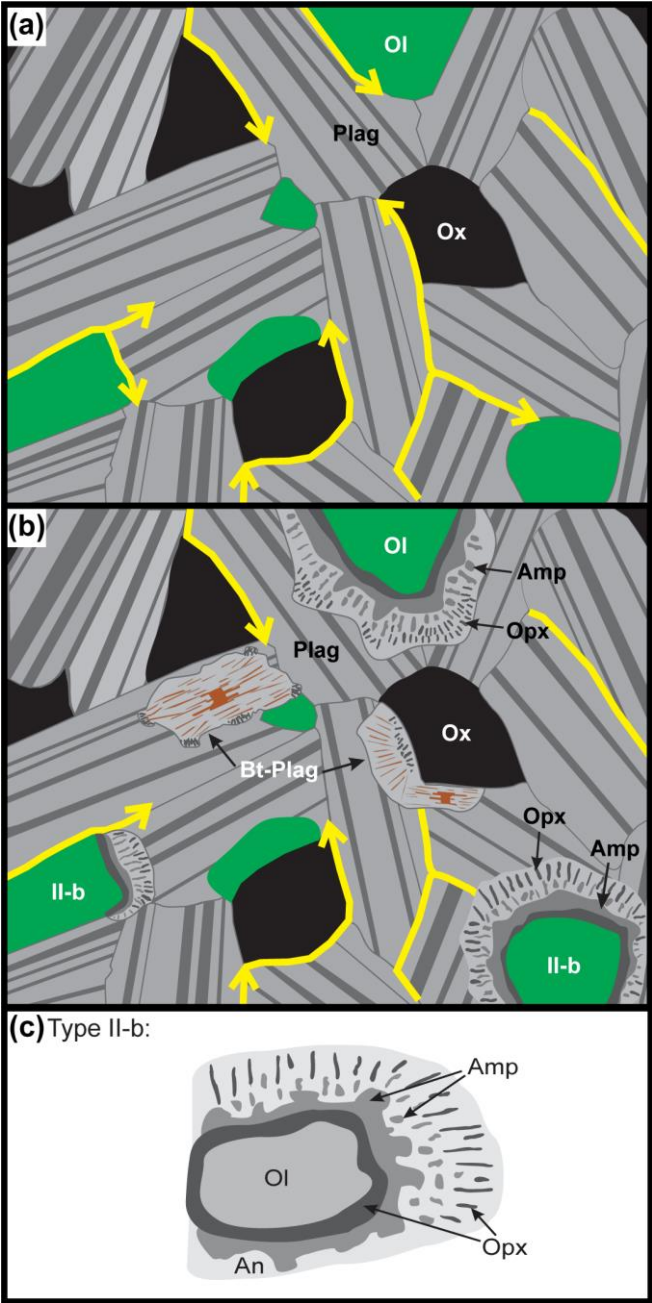 (a)
Ol
Plag
Ox
(b)
Ol
Amp
Opx
Plag
Ox
Bt-Plag
Opx
Amp
II-b
II-b
(c) Type II-b:
Amp
Ol
Opx
An